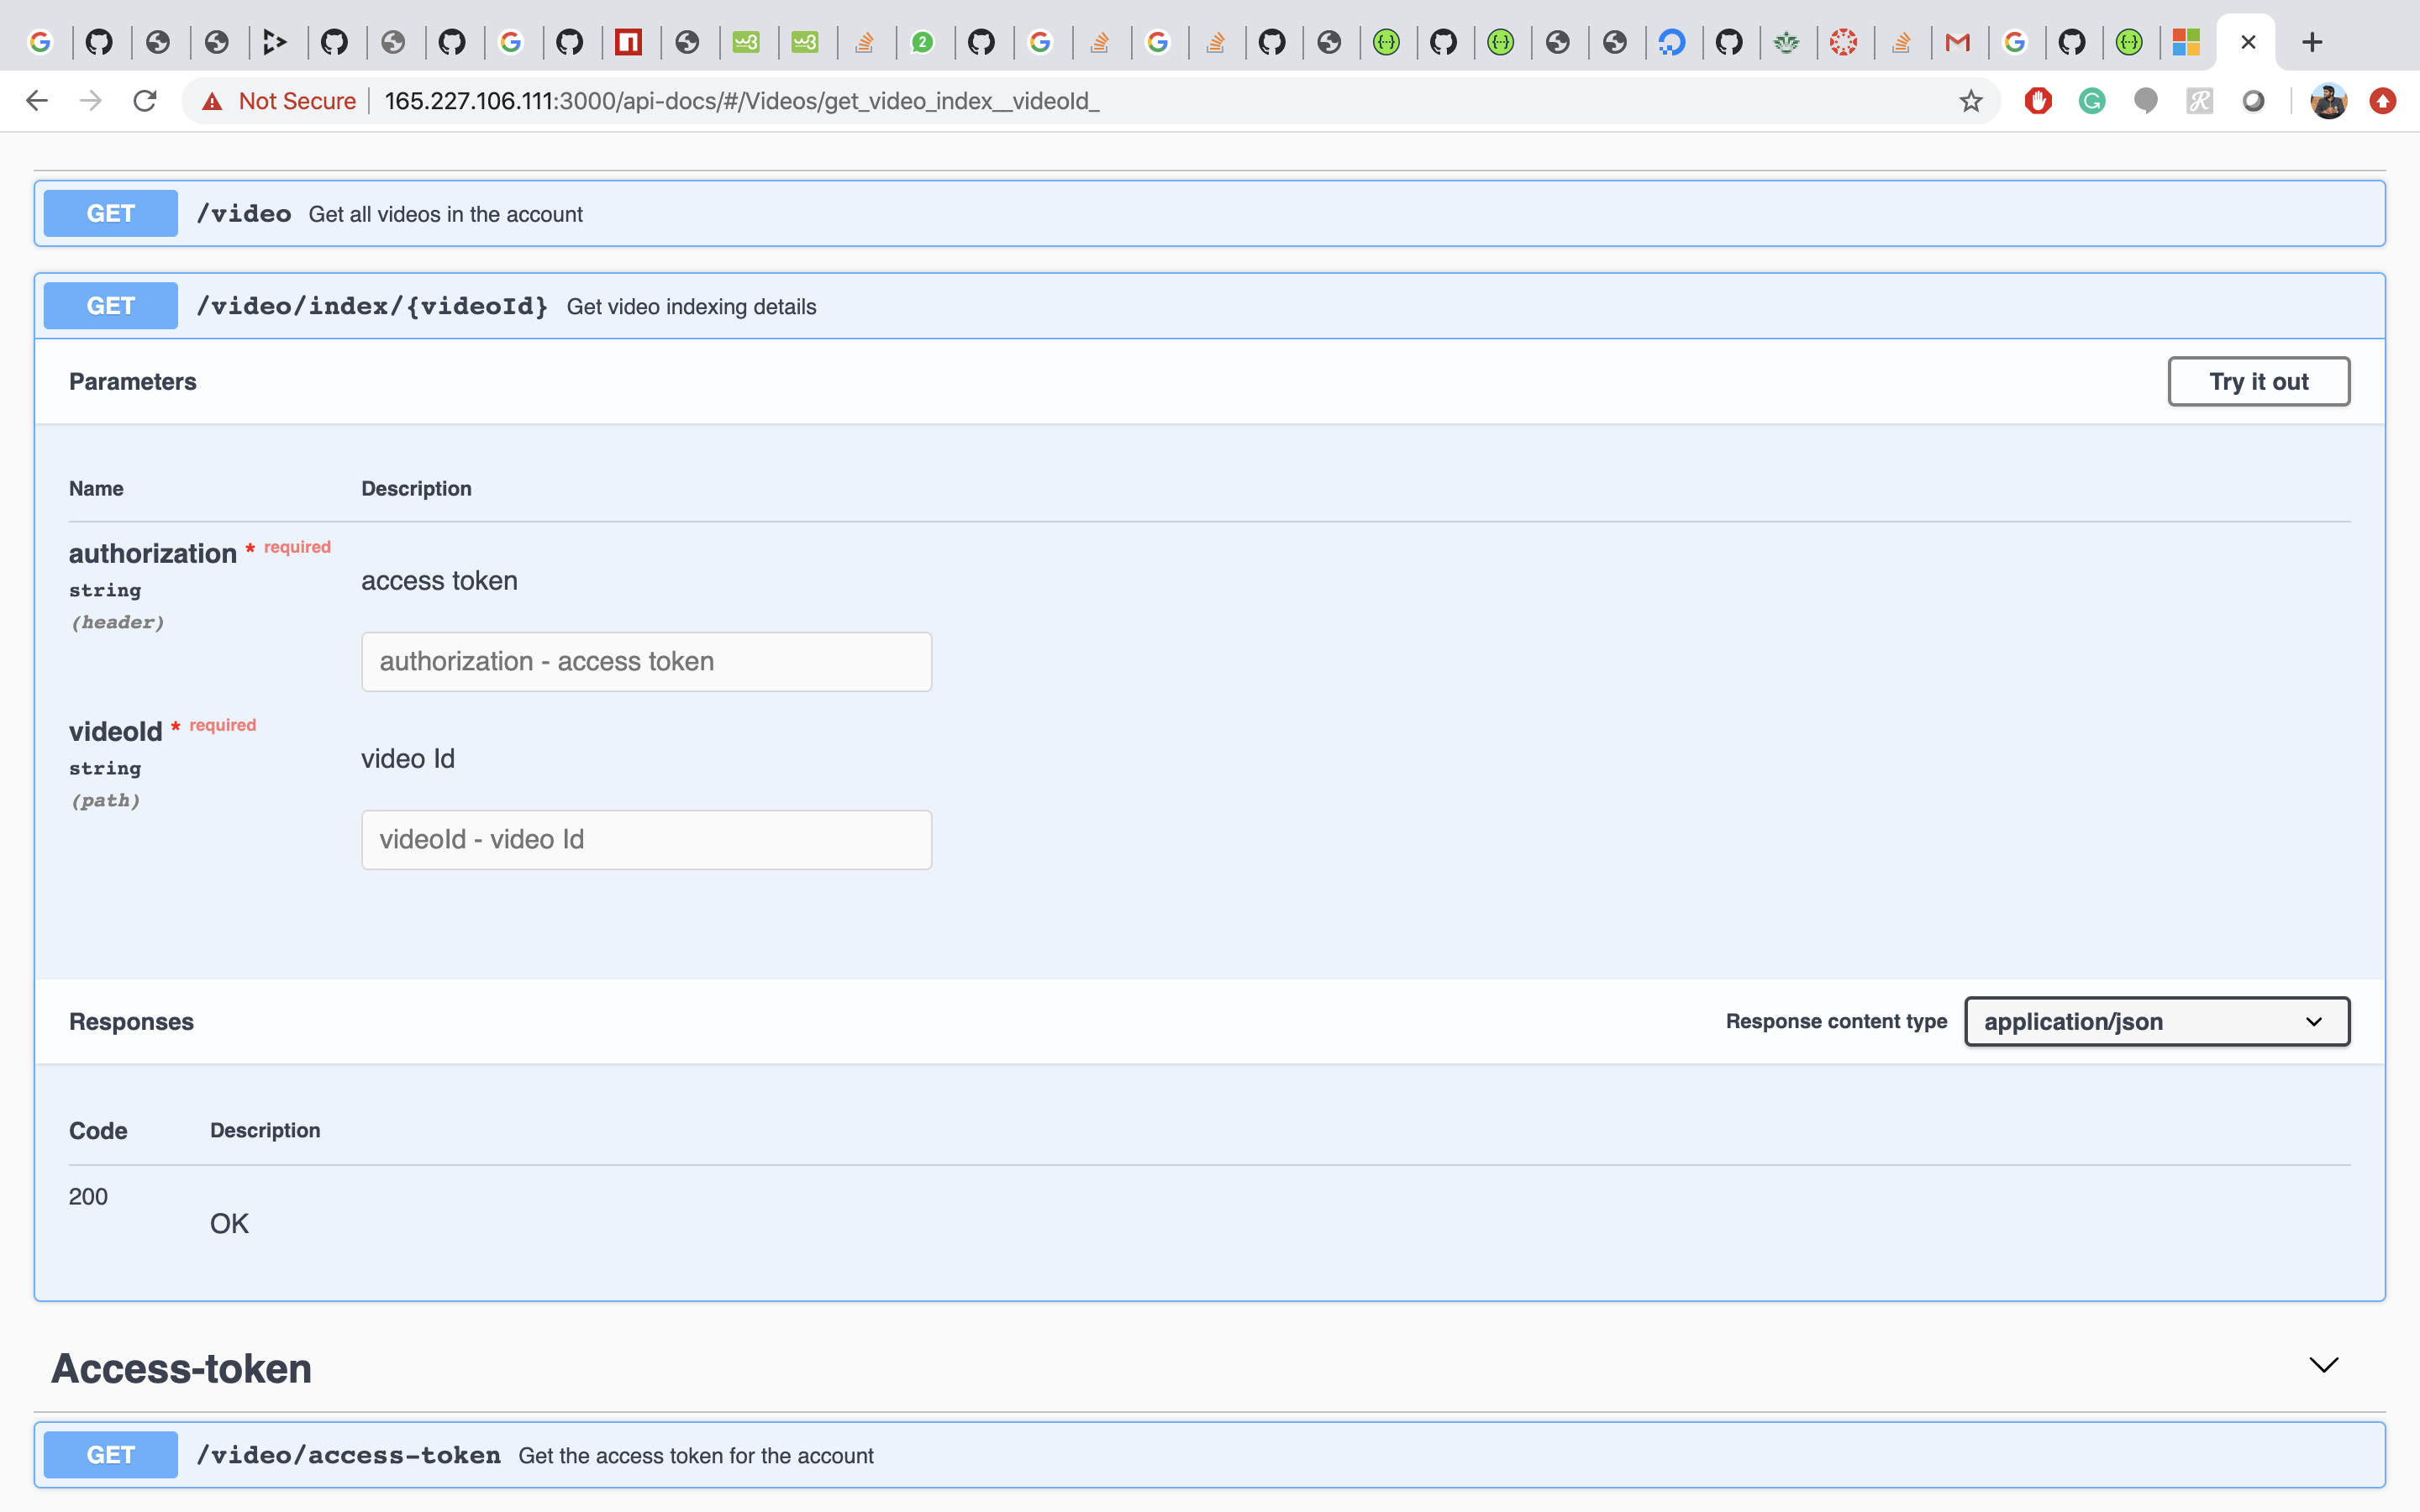 w3
w3
2
Not Secure
165.227.106.111:3000/api-docs/#/Videos/get_video_index__videoId_
GET /video Get all videos in the account
GET /video/index/{videoId} Get video indexing details
Parameters
Try it out
Name Description
authorization * required
string
(header)
access token
authorization - access token
videoId * required
string
(path)
video Id
videoId - video Id
Responses
Response content type application/json
Code Description
200
OK
Access-token
GET /video/access-token Get the access token for the account